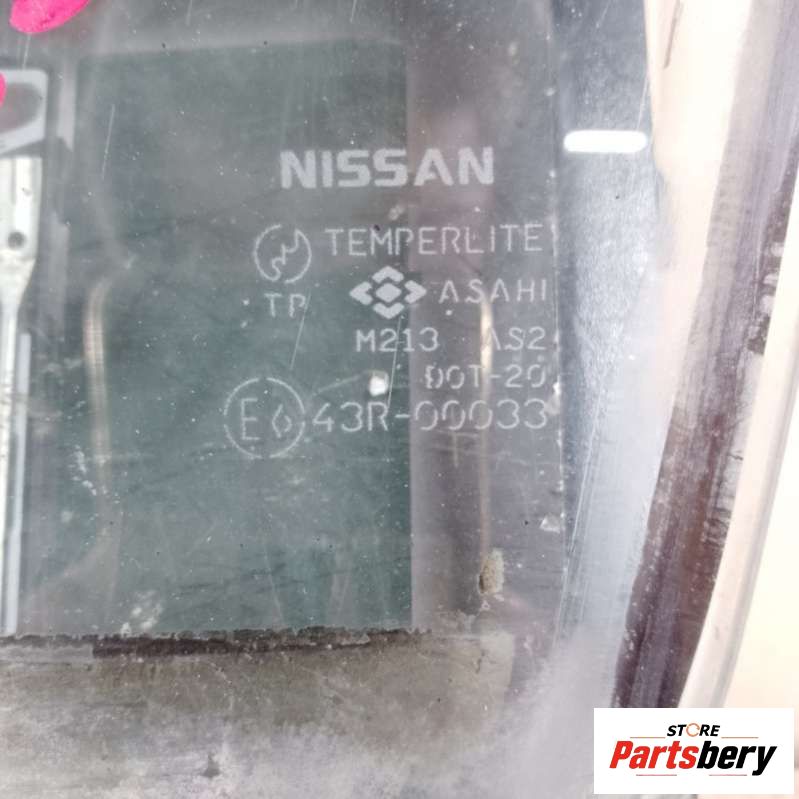 NISSAN
TEMPERLITE
TP ASAHI
M213 AS2
DOT-20
E6 43R-00033
STORE
Partsbery